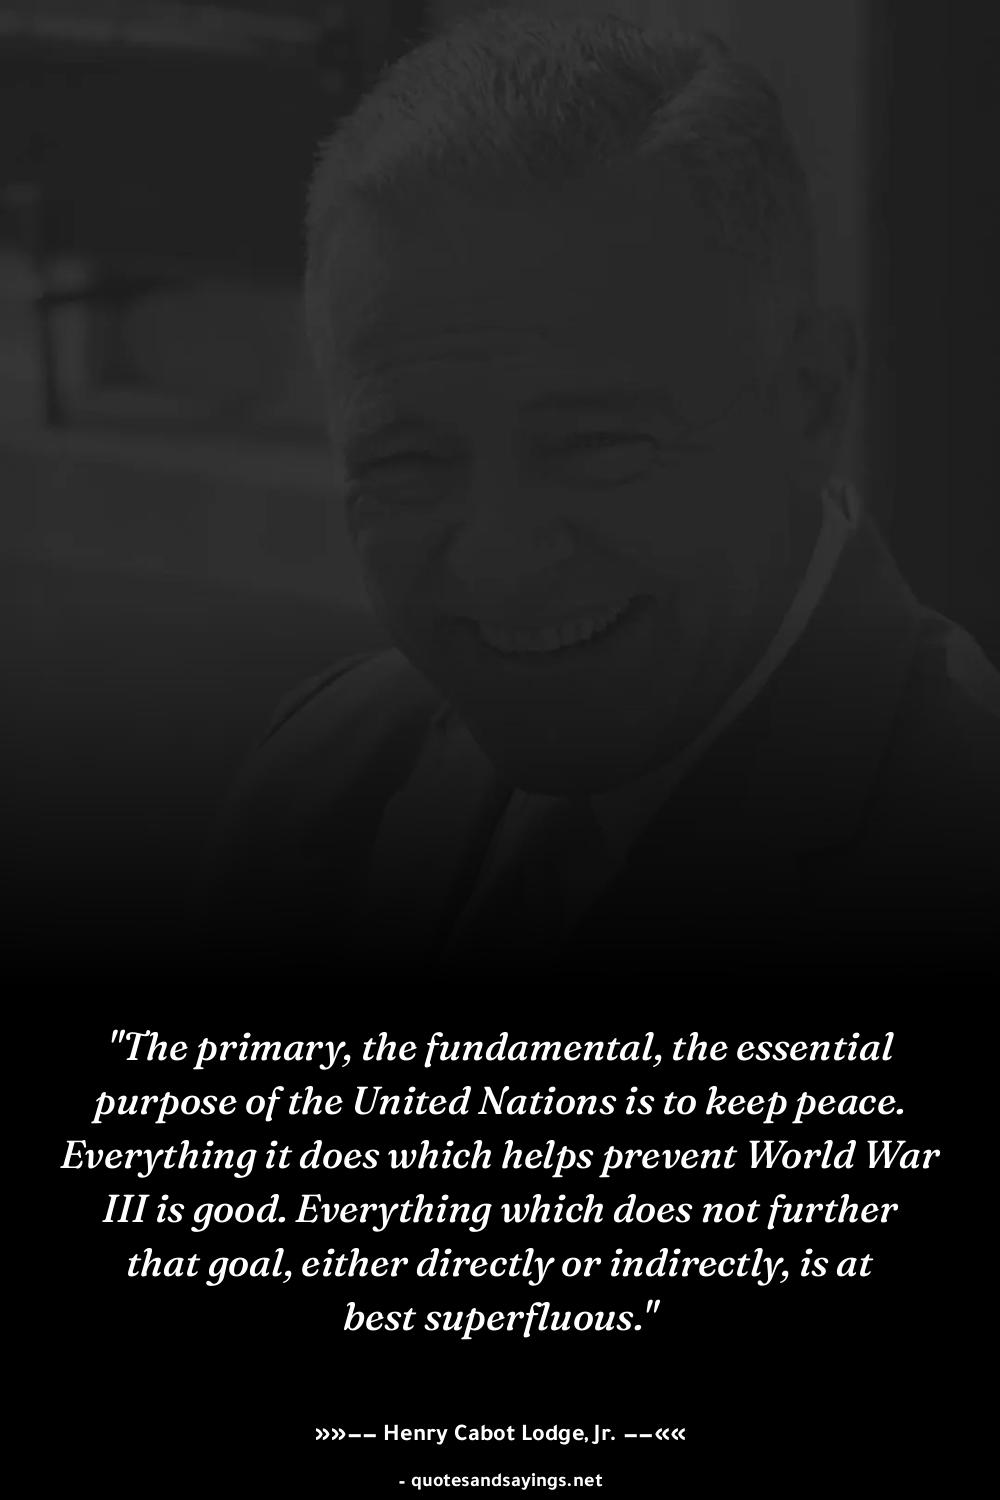 "The primary, the fundamental, the essential
purpose of the United Nations is to keep peace.
Everything it does which helps prevent World War
III is good. Everything which does not further
that goal, either directly or indirectly, is at
best superfluous."
»»–– Henry Cabot Lodge, Jr. ––««
- quotesandsayings.net